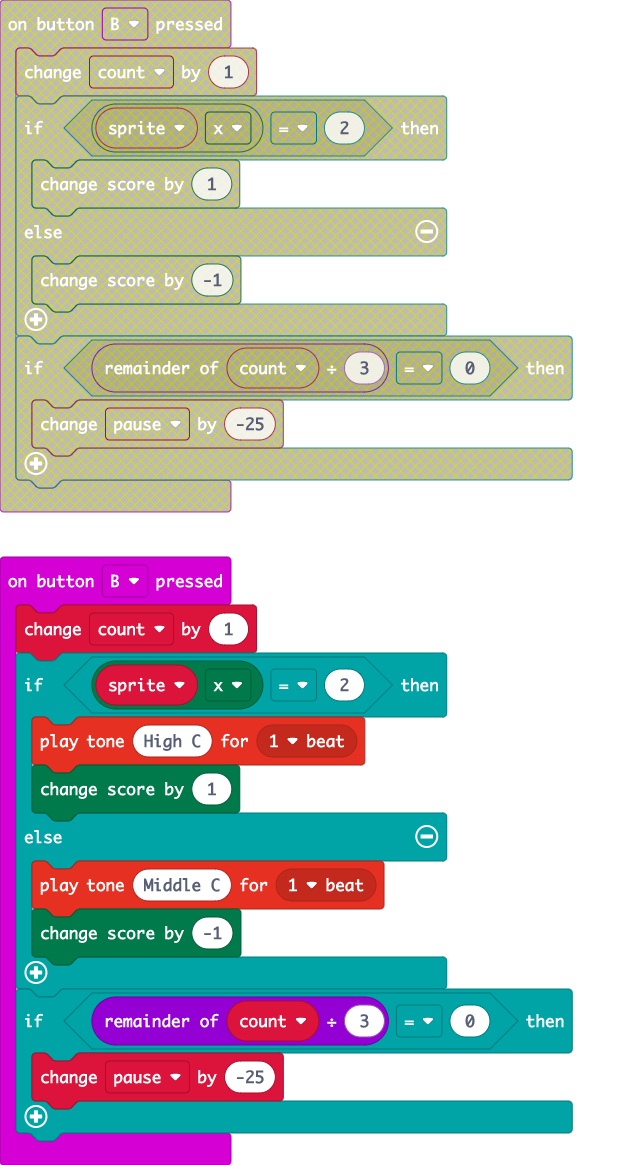 on button B pressed
change count by 1
if sprite x = 2 then
change score by 1
else
change score by -1
if remainder of count ÷ 3 = 0 then
change pause by -25
on button B pressed
change count by 1
if sprite x = 2 then
play tone High C for 1 beat
change score by 1
else
play tone Middle C for 1 beat
change score by -1
if remainder of count ÷ 3 = 0 then
change pause by -25